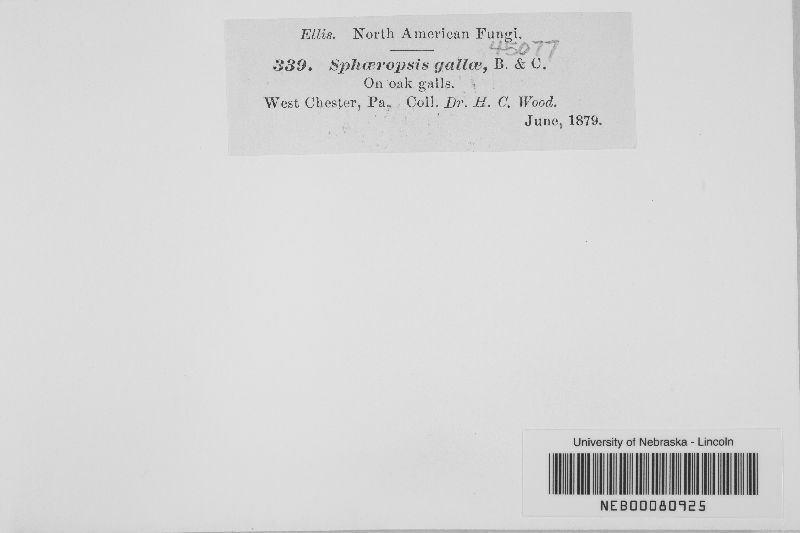 Ellis. North American Fungi.
45077
339. Sphæropsis gallæ, B. & C.
On oak galls.
West Chester, Pa. Coll. Dr. H. C. Wood.
June, 1879.
University of Nebraska - Lincoln
NEB00080925